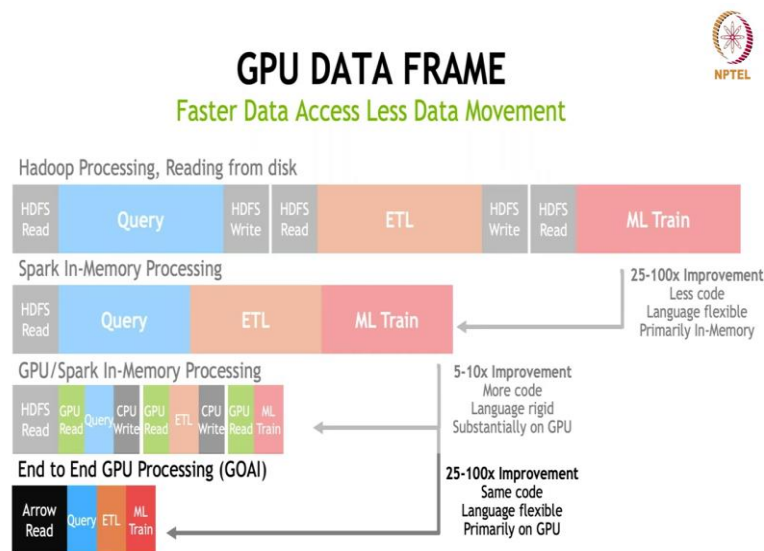 NPTEL
GPU DATA FRAME
Faster Data Access Less Data Movement
Hadoop Processing, Reading from disk
HDFS Read
Query
HDFS Write
HDFS Read
ETL
HDFS Write
HDFS Read
ML Train
Spark In-Memory Processing
HDFS Read
Query
ETL
ML Train
25-100x Improvement
Less code
Language flexible
Primarily In-Memory
GPU/Spark In-Memory Processing
HDFS Read
GPU Read
Query
CPU Write
GPU Read
ETL
CPU Write
GPU Read
ML Train
5-10x Improvement
More code
Language rigid
Substantially on GPU
End to End GPU Processing (GOAI)
Arrow Read
Query
ETL
ML Train
25-100x Improvement
Same code
Language flexible
Primarily on GPU